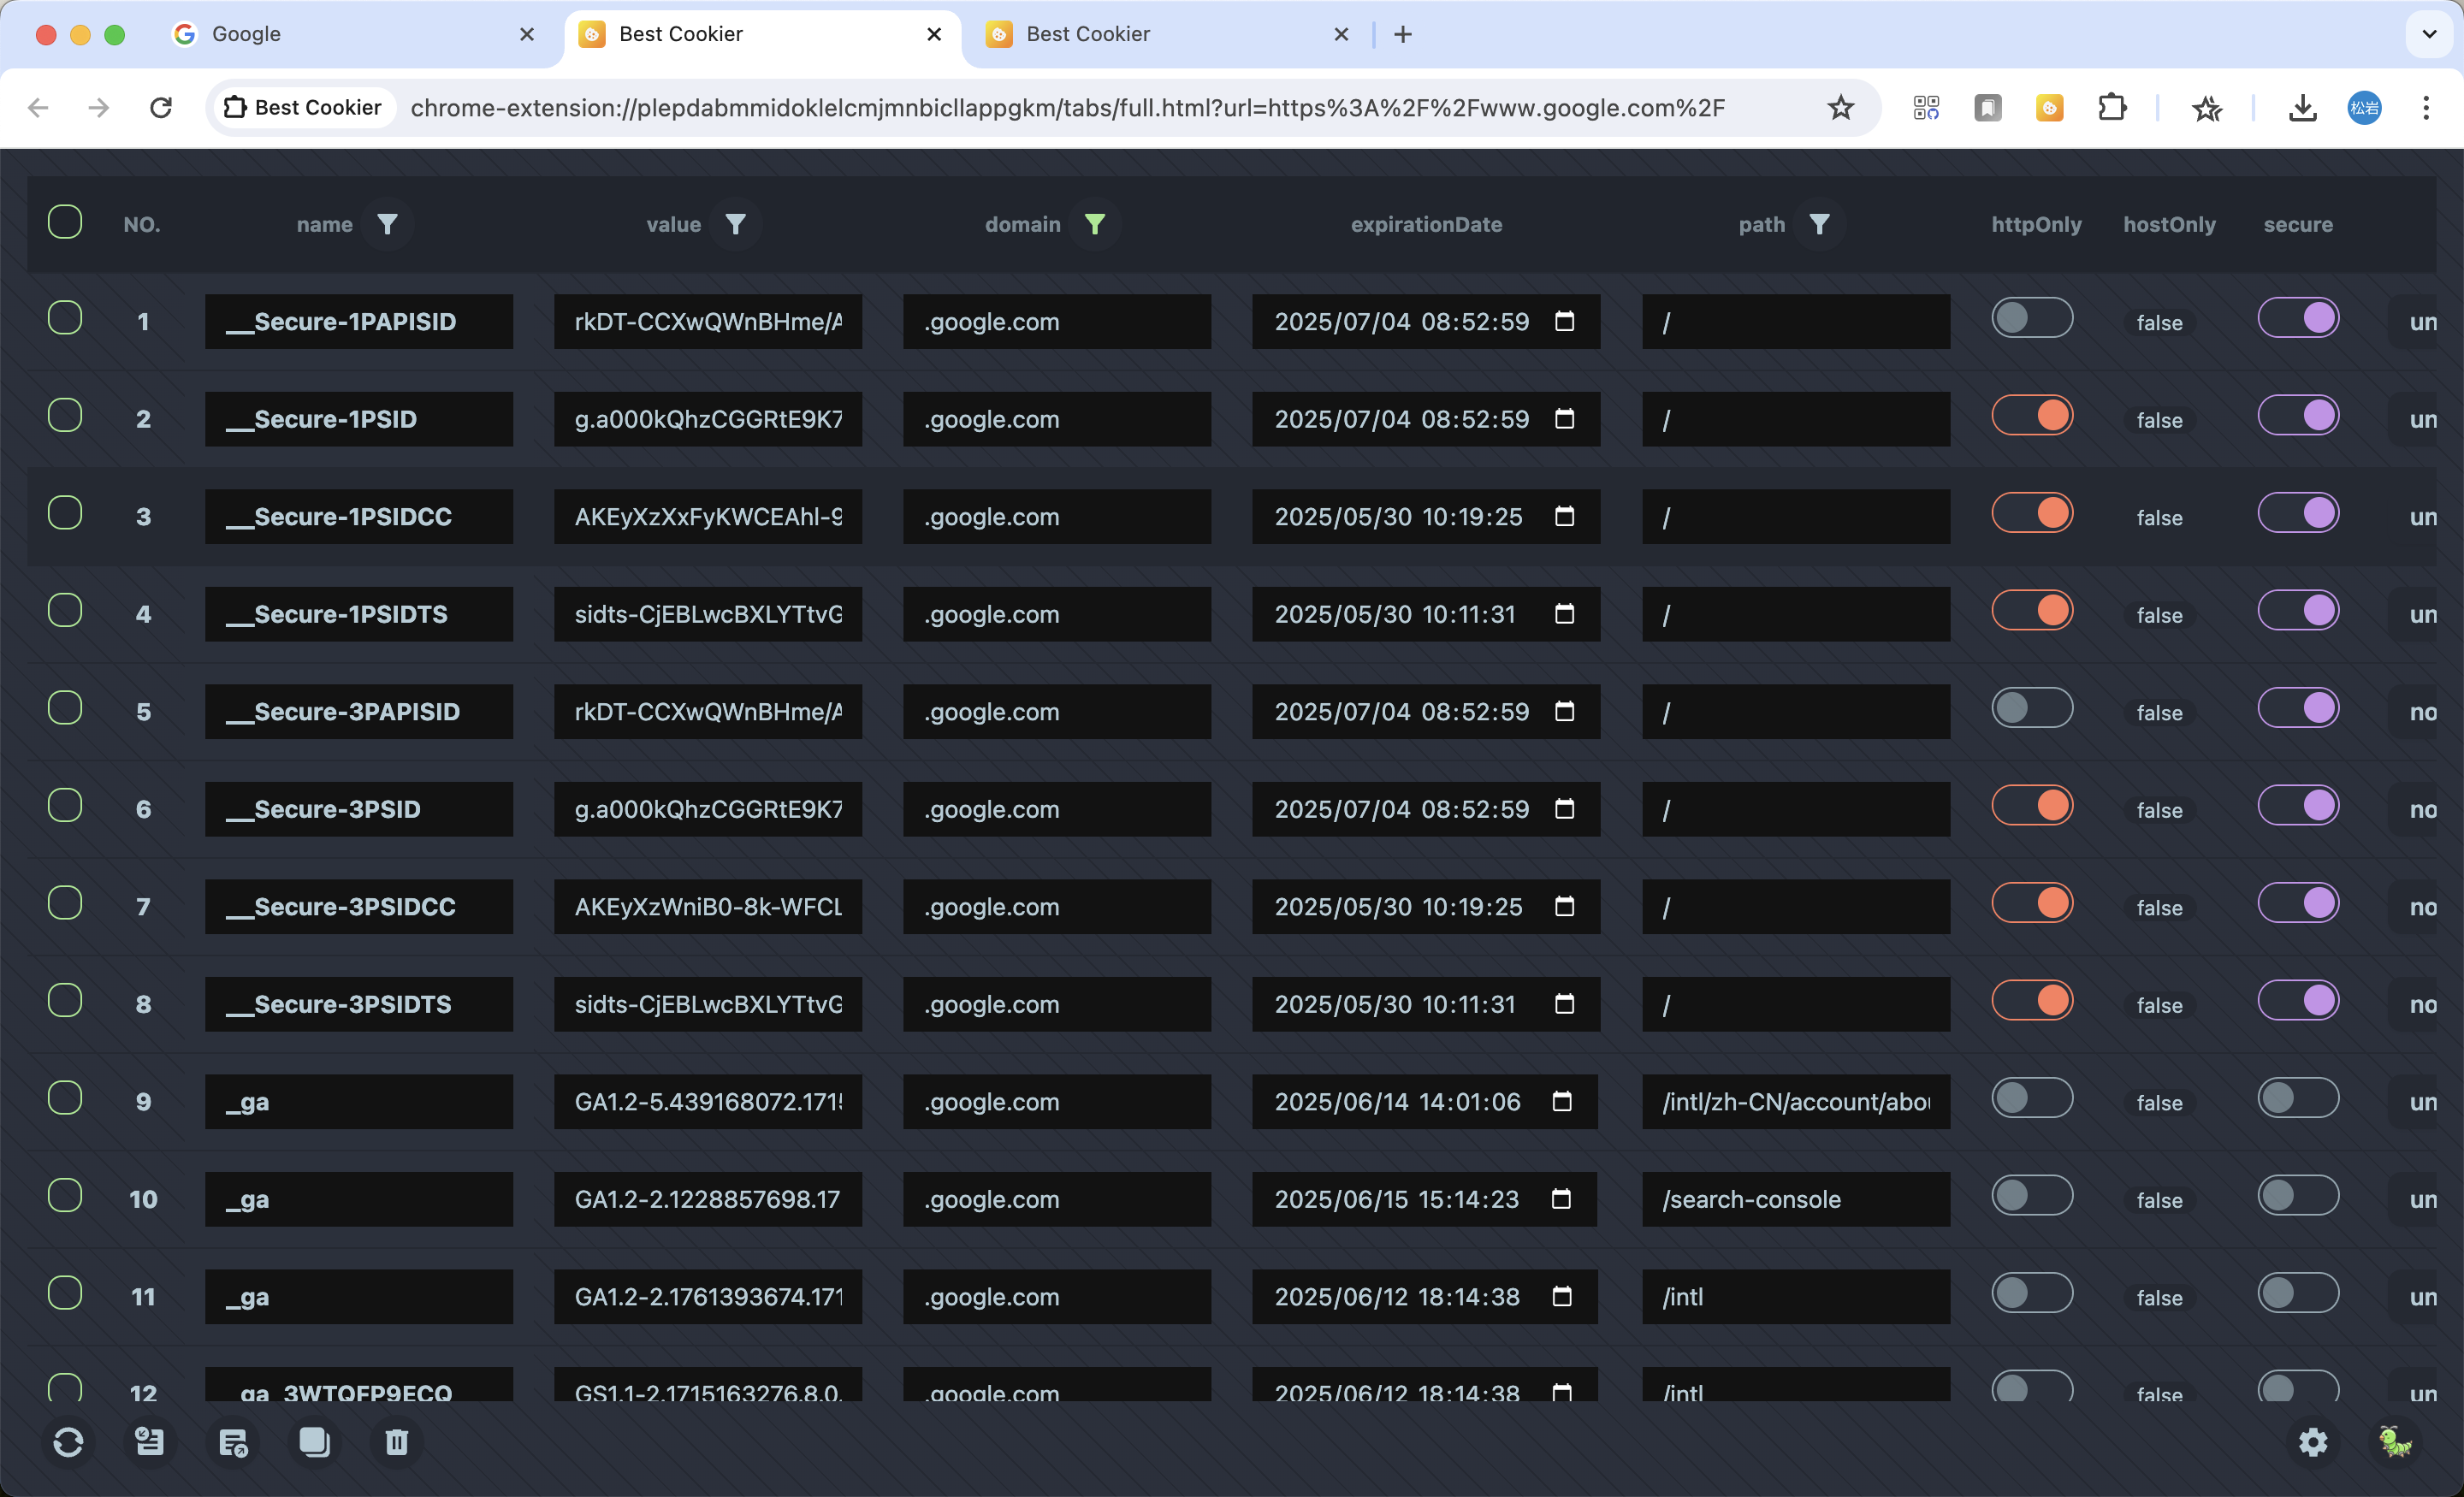 Google
Best Cookier
Best Cookier
Best Cookier chrome-extension://plepdabmmidoklelcmjmnbicllappgkm/tabs/full.html?url=https%3A%2F%2Fwww.google.com%2F 松岩
NO. name value domain expirationDate path httpOnly hostOnly secure
1 __Secure-1PAPISID rkDT-CCXwQWnBHme/A .google.com 2025/07/04 08:52:59 / false un
2 __Secure-1PSID g.a000kQhzCGGRtE9K7 .google.com 2025/07/04 08:52:59 / false un
3 __Secure-1PSIDCC AKEyXzXxFyKWCEAhl-9 .google.com 2025/05/30 10:19:25 / false un
4 __Secure-1PSIDTS sidts-CjEBLwcBXLYTtvG .google.com 2025/05/30 10:11:31 / false un
5 __Secure-3PAPISID rkDT-CCXwQWnBHme/A .google.com 2025/07/04 08:52:59 / false no
6 __Secure-3PSID g.a000kQhzCGGRtE9K7 .google.com 2025/07/04 08:52:59 / false no
7 __Secure-3PSIDCC AKEyXzWniB0-8k-WFCL .google.com 2025/05/30 10:19:25 / false no
8 __Secure-3PSIDTS sidts-CjEBLwcBXLYTtvG .google.com 2025/05/30 10:11:31 / false no
9 _ga GA1.2-5.439168072.171 .google.com 2025/06/14 14:01:06 /intl/zh-CN/account/abo false un
10 _ga GA1.2-2.1228857698.17 .google.com 2025/06/15 15:14:23 /search-console false un
11 _ga GA1.2-2.1761393674.171 .google.com 2025/06/12 18:14:38 /intl false un
12 _ga_3WTQFP9ECQ GS1.1-2.1715163276.8.0. .google.com 2025/06/12 18:14:38 /intl false un